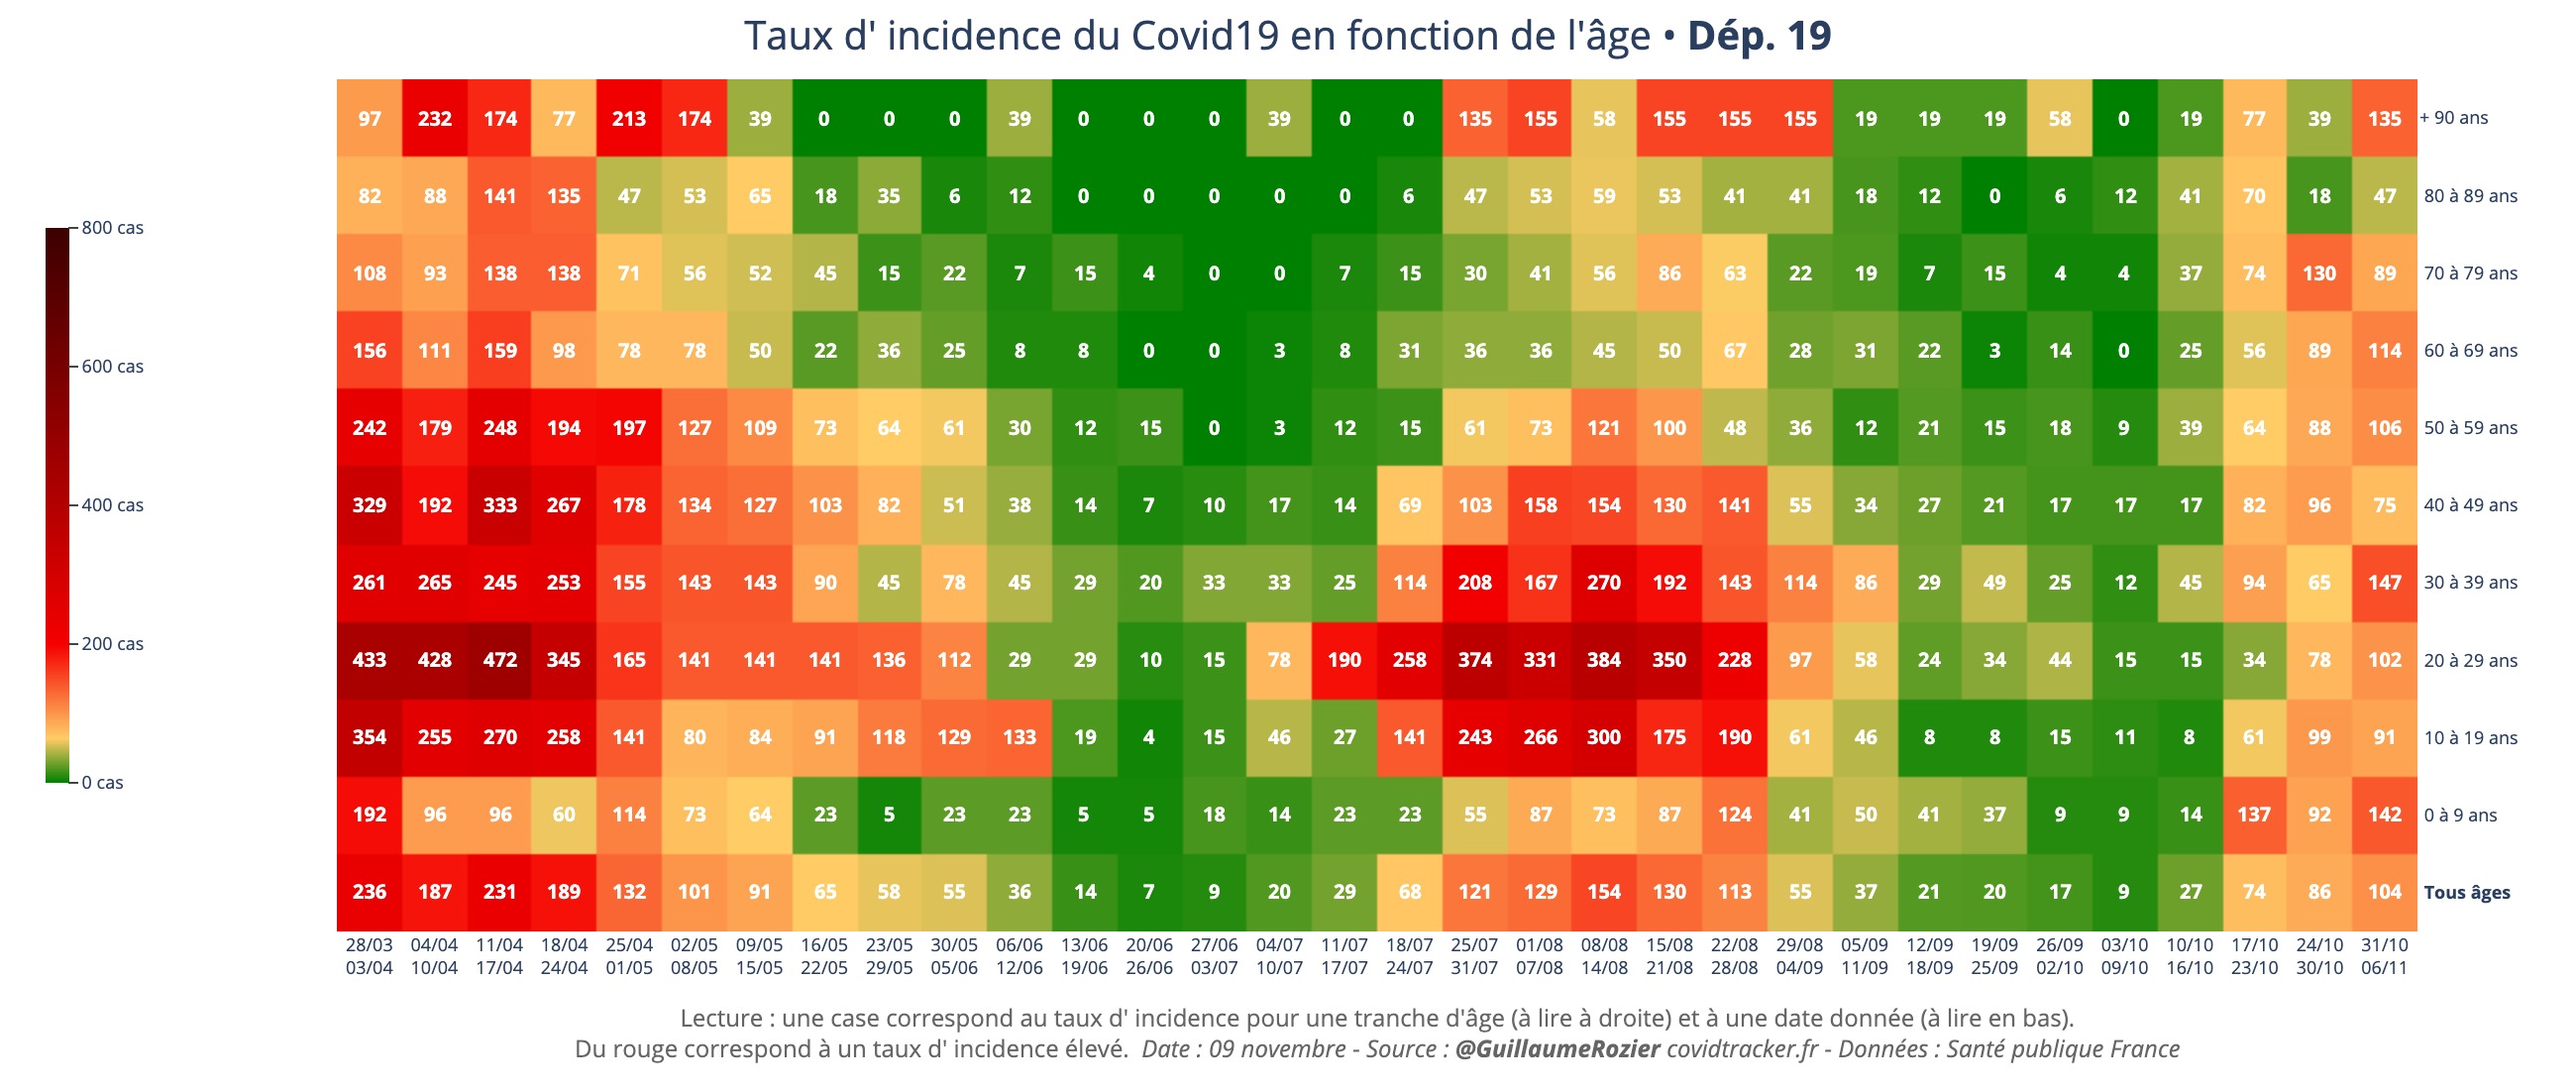 Taux d' incidence du Covid19 en fonction de l'âge • Dép. 19
97 232 174 77 213 174 39 0 0 0 39 0 0 0 39 0 0 135 155 58 155 155 155 19 19 19 58 0 19 77 39 135 + 90 ans
82 88 141 135 47 53 65 18 35 6 12 0 0 0 0 0 6 47 53 59 53 41 41 18 12 0 6 12 41 70 18 47 80 à 89 ans
800 cas
108 93 138 138 71 56 52 45 15 22 7 15 4 0 0 7 15 30 41 56 86 63 22 19 7 15 4 4 37 74 130 89 70 à 79 ans
156 111 159 98 78 78 50 22 36 25 8 8 0 0 3 8 31 36 36 45 50 67 28 31 22 3 14 0 25 56 89 114 60 à 69 ans
600 cas
242 179 248 194 197 127 109 73 64 61 30 12 15 0 3 12 15 61 73 121 100 48 36 12 21 15 18 9 39 64 88 106 50 à 59 ans
400 cas
329 192 333 267 178 134 127 103 82 51 38 14 7 10 17 14 69 103 158 154 130 141 55 34 27 21 17 17 17 82 96 75 40 à 49 ans
261 265 245 253 155 143 143 90 45 78 45 29 20 33 33 25 114 208 167 270 192 143 114 86 29 49 25 12 45 94 65 147 30 à 39 ans
200 cas
433 428 472 345 165 141 141 141 136 112 29 29 10 15 78 190 258 374 331 384 350 228 97 58 24 34 44 15 15 34 78 102 20 à 29 ans
354 255 270 258 141 80 84 91 118 129 133 19 4 15 46 27 141 243 266 300 175 190 61 46 8 8 15 11 8 61 99 91 10 à 19 ans
0 cas
192 96 96 60 114 73 64 23 5 23 23 5 5 18 14 23 23 55 87 73 87 124 41 50 41 37 9 9 14 137 92 142 0 à 9 ans
236 187 231 189 132 101 91 65 58 55 36 14 7 9 20 29 68 121 129 154 130 113 55 37 21 20 17 9 27 74 86 104 Tous âges
28/03 04/04 11/04 18/04 25/04 02/05 09/05 16/05 23/05 30/05 06/06 13/06 20/06 27/06 04/07 11/07 18/07 25/07 01/08 08/08 15/08 22/08 29/08 05/09 12/09 19/09 26/09 03/10 10/10 17/10 24/10 31/10
03/04 10/04 17/04 24/04 01/05 08/05 15/05 22/05 29/05 05/06 12/06 19/06 26/06 03/07 10/07 17/07 24/07 31/07 07/08 14/08 21/08 28/08 04/09 11/09 18/09 25/09 02/10 09/10 16/10 23/10 30/10 06/11
Lecture : une case correspond au taux d' incidence pour une tranche d'âge (à lire à droite) et à une date donnée (à lire en bas).
Du rouge correspond à un taux d' incidence élevé. Date : 09 novembre - Source : @GuillaumeRozier covidtracker.fr - Données : Santé publique France